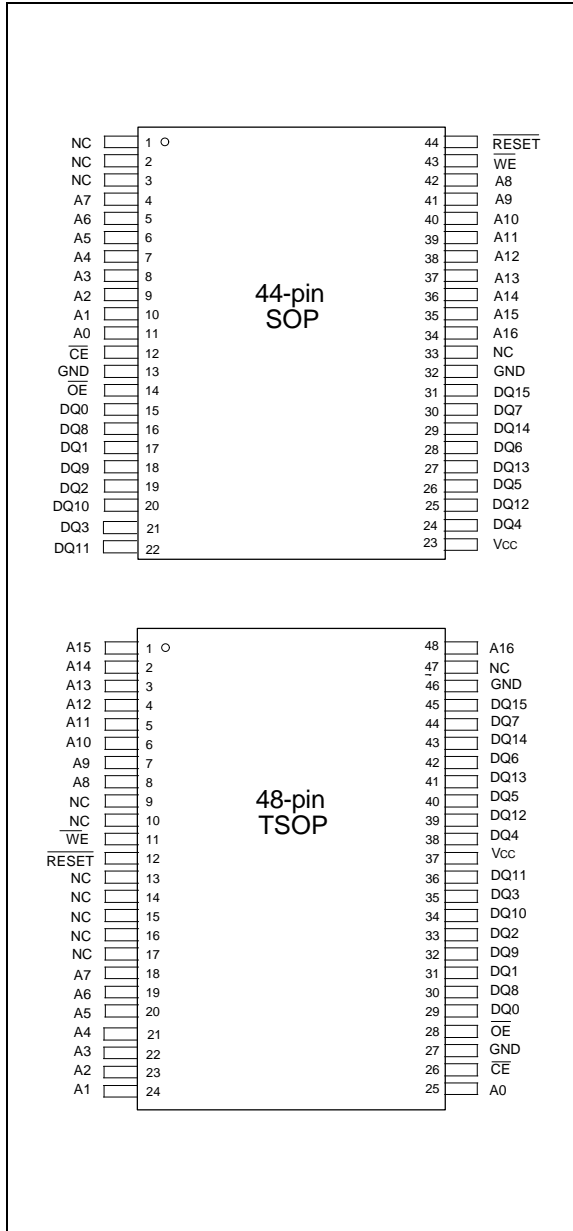 NC 1 44 RESET
NC 2 43 WE
NC 3 42 A8
A7 4 41 A9
A6 5 40 A10
A5 6 39 A11
A4 7 38 A12
A3 8 37 A13
A2 9 36 A14
A1 10 35 A15
A0 11 34 A16
CE 12 33 NC
GND 13 32 GND
OE 14 31 DQ15
DQ0 15 30 DQ7
DQ8 16 29 DQ14
DQ1 17 28 DQ6
DQ9 18 27 DQ13
DQ2 19 26 DQ5
DQ10 20 25 DQ12
DQ3 21 24 DQ4
DQ11 22 23 VCC
44-pin
SOP
A15 1 48 A16
A14 2 47 NC
A13 3 46 GND
A12 4 45 DQ15
A11 5 44 DQ7
A10 6 43 DQ14
A9 7 42 DQ6
A8 8 41 DQ13
NC 9 40 DQ5
NC 10 39 DQ12
WE 11 38 DQ4
RESET 12 37 VCC
NC 13 36 DQ11
NC 14 35 DQ3
NC 15 34 DQ10
NC 16 33 DQ2
NC 17 32 DQ9
A7 18 31 DQ1
A6 19 30 DQ8
A5 20 29 DQ0
A4 21 28 OE
A3 22 27 GND
A2 23 26 CE
A1 24 25 A0
48-pin
TSOP